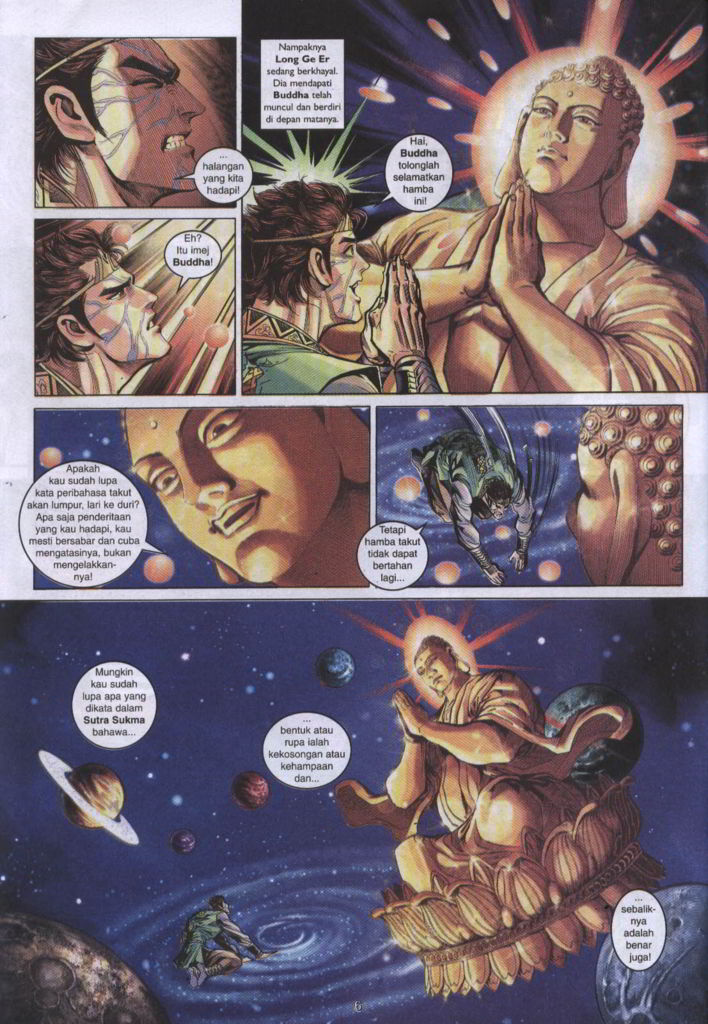 ...
halangan
yang kita
hadapi!
Eh?
Itu imej
Buddha!
Nampaknya
Long Ge Er
sedang berkhayal.
Dia mendapati
Buddha telah
muncul dan berdiri
di depan matanya.
Hai,
Buddha
tolonglah
selamatkan
hamba
ini!
Apakah
kau sudah lupa
kata peribahasa takut
akan lumpur, lari ke duri?
Apa saja penderitaan
yang kau hadapi, kau
mesti bersabar dan cuba
mengatasinya, bukan
mengelakkan-
nya!
Tetapi
hamba takut
tidak dapat
bertahan
lagi...
Mungkin
kau sudah
lupa apa yang
dikata dalam
Sutra Sukma
bahawa...
...
bentuk atau
rupa ialah
kekosongan atau
kehampaan
dan...
...
sebalik-
nya
adalah
benar
juga!
6